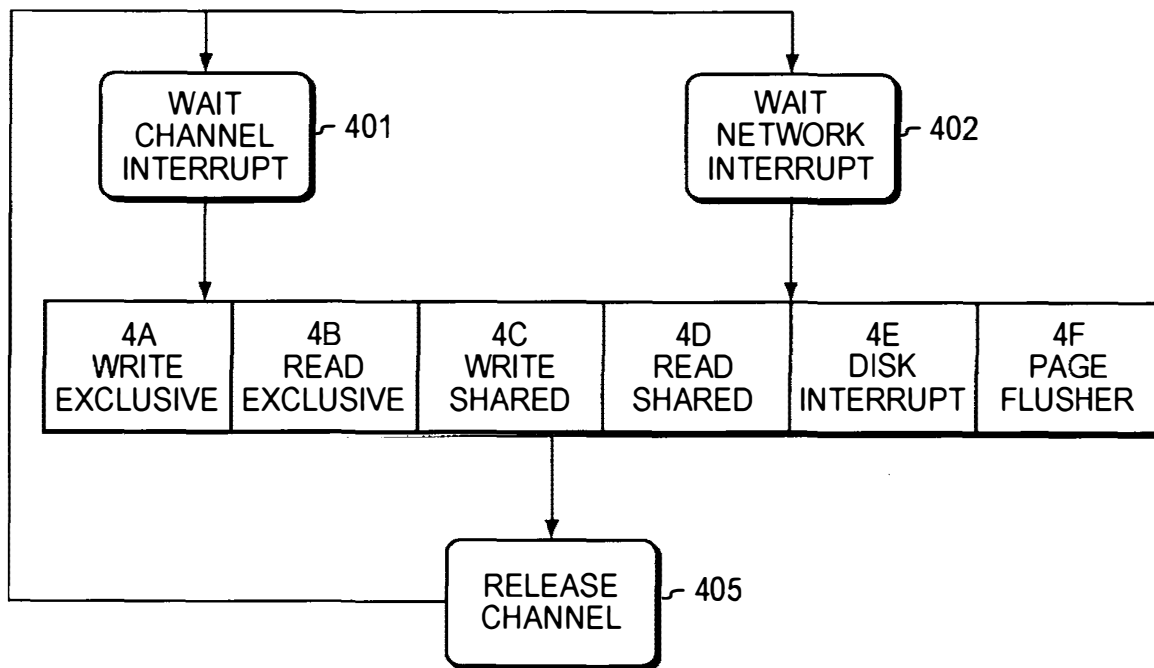 WAIT
CHANNEL
INTERRUPT
401
WAIT
NETWORK
INTERRUPT
402
4A
WRITE
EXCLUSIVE
4B
READ
EXCLUSIVE
4C
WRITE
SHARED
4D
READ
SHARED
4E
DISK
INTERRUPT
4F
PAGE
FLUSHER
RELEASE
CHANNEL
405